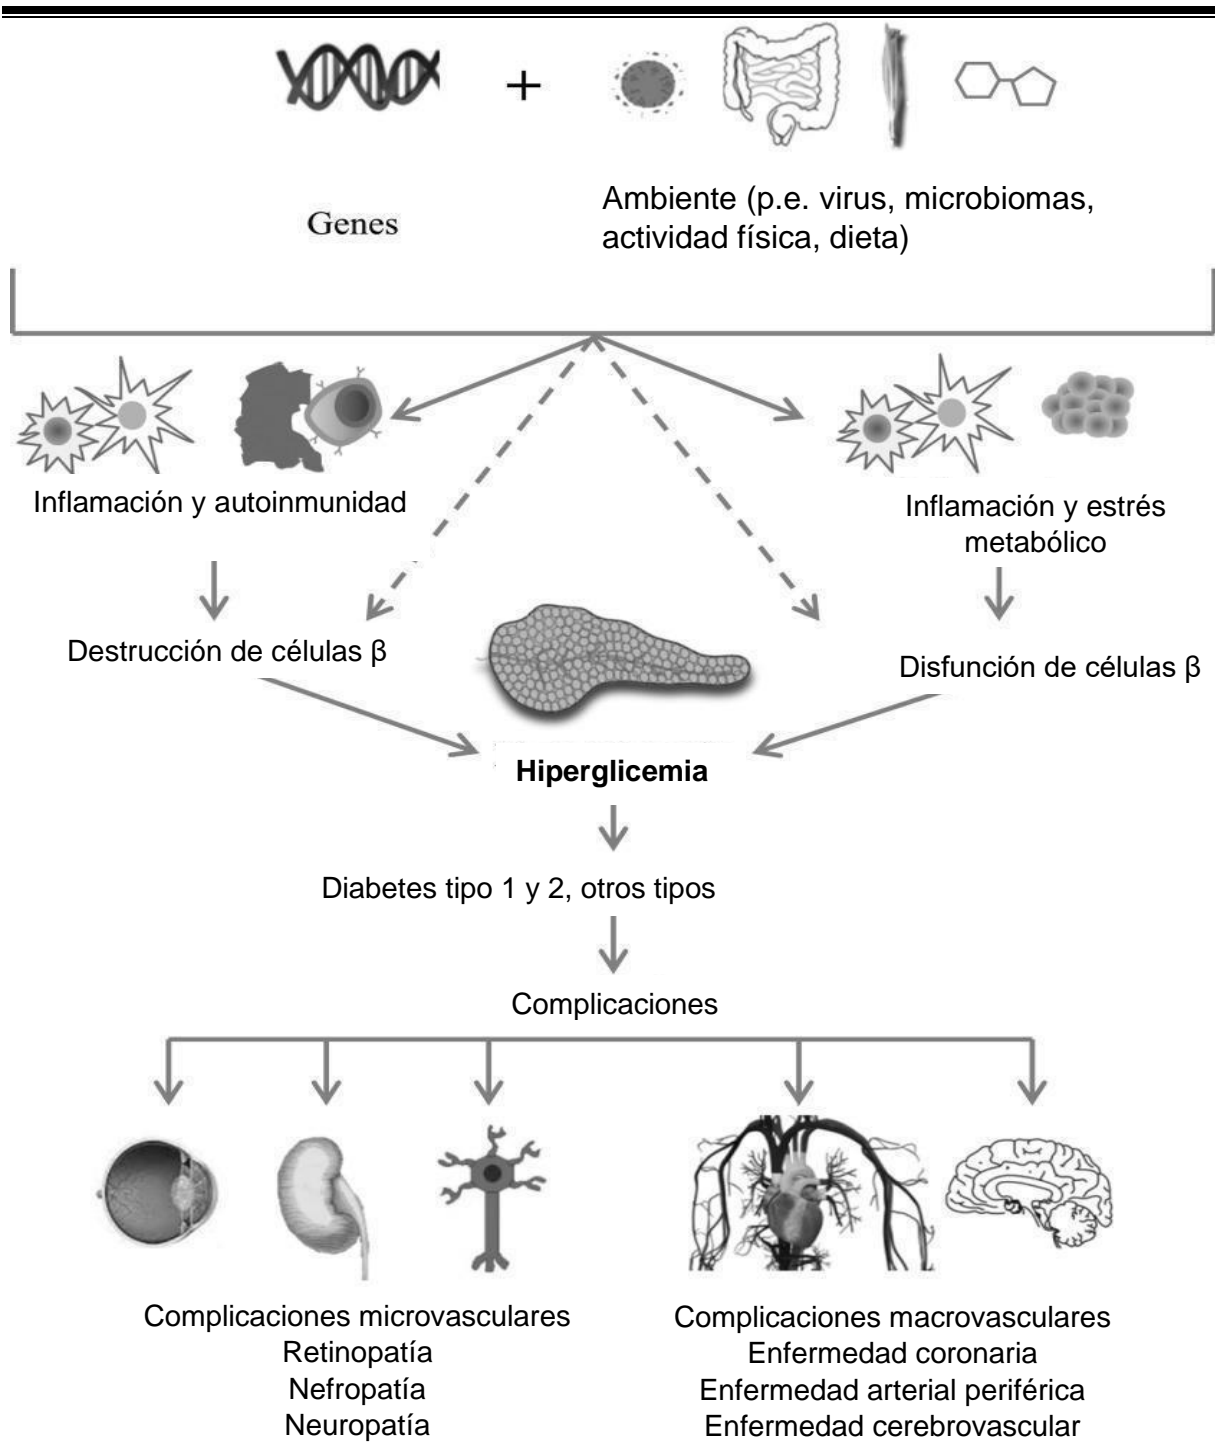 Genes
Ambiente (p.e. virus, microbiomas,
actividad física, dieta)
Inflamación y autoinmunidad
Inflamación y estrés
metabólico
Destrucción de células β
Disfunción de células β
Hiperglicemia
Diabetes tipo 1 y 2, otros tipos
Complicaciones
Complicaciones microvasculares
Retinopatía
Nefropatía
Neuropatía
Complicaciones macrovasculares
Enfermedad coronaria
Enfermedad arterial periférica
Enfermedad cerebrovascular